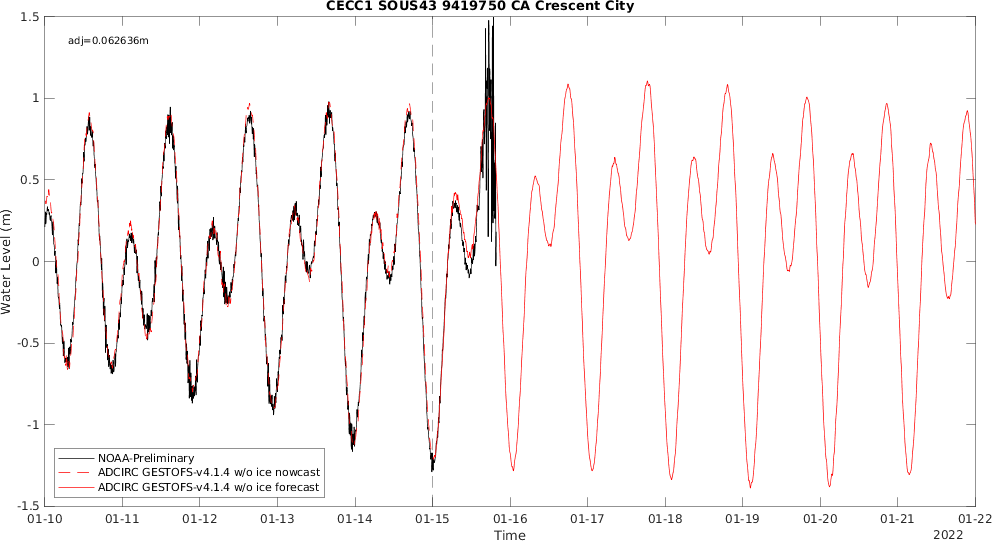 CECC1 SOUS43 9419750 CA Crescent City
adj=0.062636m
1.5
1
0.5
0
-0.5
-1
-1.5
Water Level (m)
NOAA-Preliminary
ADCIRC GESTOFS-v4.1.4 w/o ice nowcast
ADCIRC GESTOFS-v4.1.4 w/o ice forecast
01-10 01-11 01-12 01-13 01-14 01-15 01-16 01-17 01-18 01-19 01-20 01-21 01-22
Time
2022